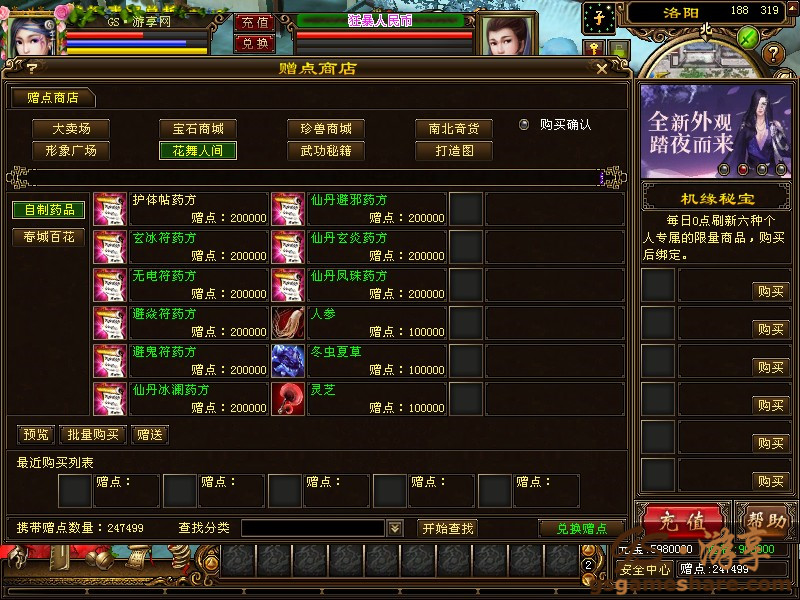 GS·游享网
充值
兑换
狂暴人民币
洛阳 188 319
北
赠点商店
赠点商店
大卖场 宝石商城 珍兽商城 南北奇货 购买确认
形象广场 花舞人间 武功秘籍 打造图
自制药品
春城百花
护体帖药方
赠点：200000
仙丹避邪药方
赠点：200000
玄冰符药方
赠点：200000
仙丹玄炎药方
赠点：200000
无电符药方
赠点：200000
仙丹凤珠药方
赠点：200000
避焱符药方
赠点：200000
人参
赠点：100000
避鬼符药方
赠点：200000
冬虫夏草
赠点：100000
仙丹冰澜药方
赠点：200000
灵芝
赠点：100000
预览 批量购买 赠送
最近购买列表
赠点： 赠点： 赠点： 赠点： 赠点：
携带赠点数量：247499 查找分类 开始查找 兑换赠点
全新外观
踏夜而来
机缘秘宝
每日0点刷新六种个
人专属的限量商品，购买
后绑定。
购买
购买
购买
购买
购买
购买
充值 帮助
元宝:5980000
安全中心 赠点:247499
2
游享
gsgameshare.com